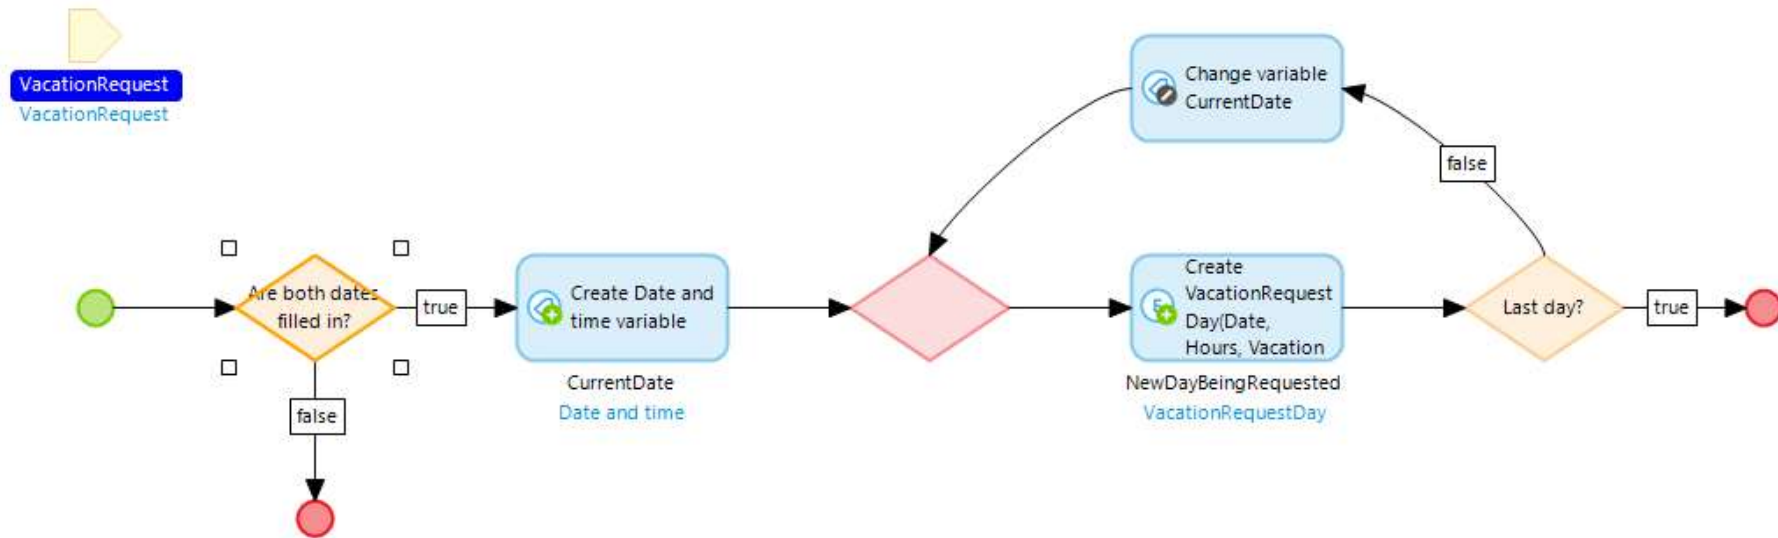 VacationRequest
VacationRequest
Are both dates
filled in?
true
false
Create Date and
time variable
CurrentDate
Date and time
Change variable
CurrentDate
Create
VacationRequest
Day(Date,
Hours, Vacation
NewDayBeingRequested
VacationRequestDay
false
Last day?
true